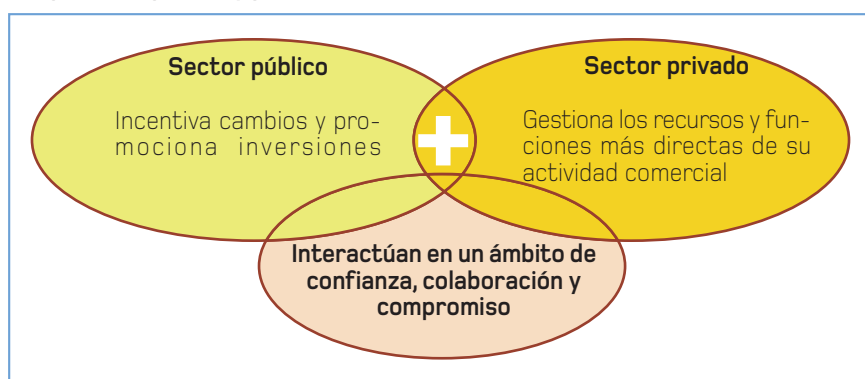 Sector público
Incentiva cambios y pro-
mociona inversiones
Sector privado
Gestiona los recursos y fun-
ciones más directas de su
actividad comercial
Interactúan en un ámbito de
confianza, colaboración y
compromiso